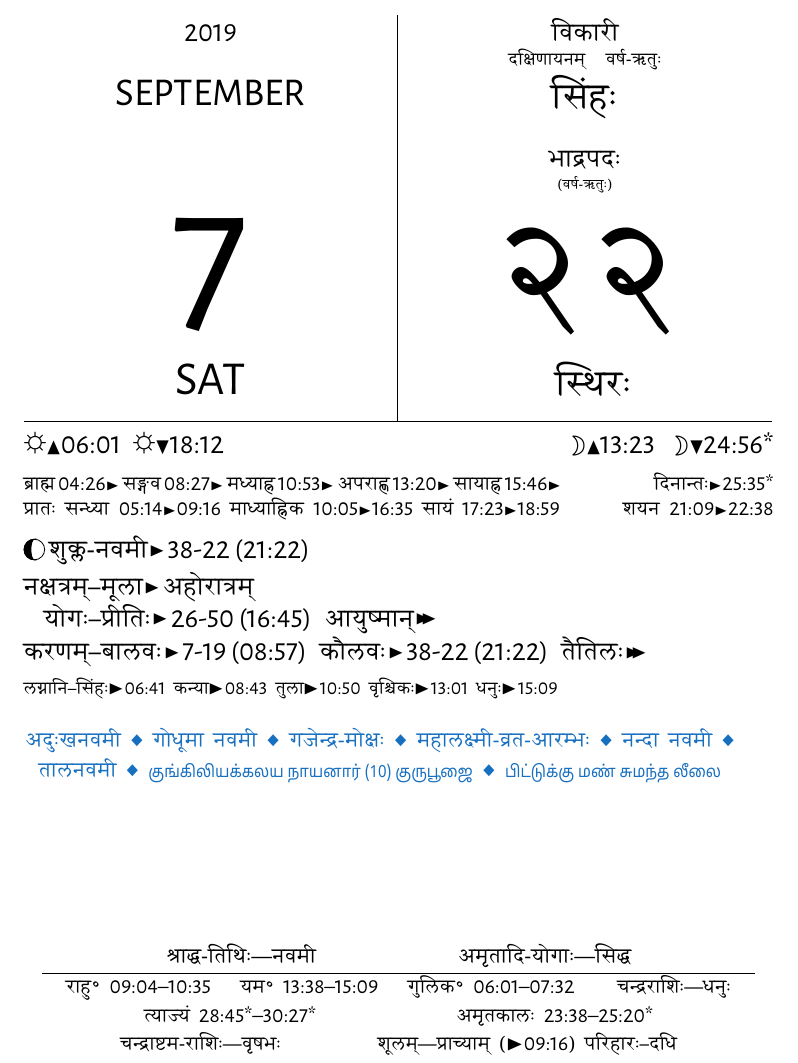 2019
SEPTEMBER
7
SAT
विकारी
दक्षिणायनम् वर्ष-ऋतुः
सिंहः
भाद्रपदः
(वर्ष-ऋतुः)
२२
स्थिरः
☼▲06:01 ☼▼18:12 ☽▲13:23 ☽▼24:56*
ब्राह्म 04:26► सङ्गव 08:27► मध्याह्न 10:53► अपराह्ण 13:20► सायाह्न 15:46► दिनान्तः►25:35*
प्रातः सन्ध्या 05:14►09:16 माध्याह्निक 10:05►16:35 सायं 17:23►18:59 शयन 21:09►22:38
शुक्ल-नवमी►38-22 (21:22)
नक्षत्रम्–मूला► अहोरात्रम्
योगः–प्रीतिः►26-50 (16:45) आयुष्मान्►►
करणम्–बालवः►7-19 (08:57) कौलवः►38-22 (21:22) तैतिलः►►
लग्नानि–सिंहः►06:41 कन्या►08:43 तुला►10:50 वृश्चिकः►13:01 धनुः►15:09
अदुःखनवमी ◆ गोधूमा नवमी ◆ गजेन्द्र-मोक्षः ◆ महालक्ष्मी-व्रत-आरम्भः ◆ नन्दा नवमी ◆
तालनवमी ◆ குங்கிலியக்கலய நாயனார் (10) குருபூஜை ◆ பிட்டுக்கு மண் சுமந்த லீலை
श्राद्ध-तिथिः—नवमी अमृतादि-योगाः—सिद्ध
राहु॰ 09:04–10:35 यम॰ 13:38–15:09 गुलिक॰ 06:01–07:32 चन्द्रराशिः—धनुः
त्याज्यं 28:45*–30:27* अमृतकालः 23:38–25:20*
चन्द्राष्टम-राशिः—वृषभः शूलम्—प्राच्याम् (►09:16) परिहारः–दधि